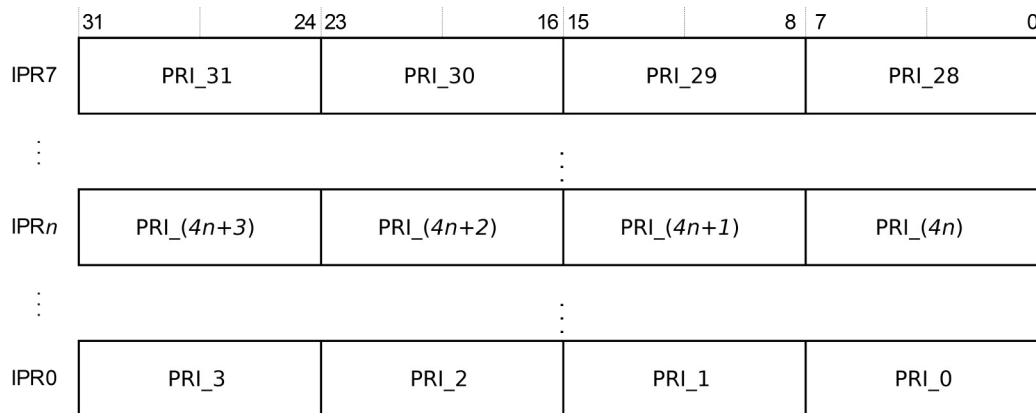 31 24 23 16 15 8 7 0
IPR7 PRI_31 PRI_30 PRI_29 PRI_28
IPRn PRI_(4n+3) PRI_(4n+2) PRI_(4n+1) PRI_(4n)
IPR0 PRI_3 PRI_2 PRI_1 PRI_0